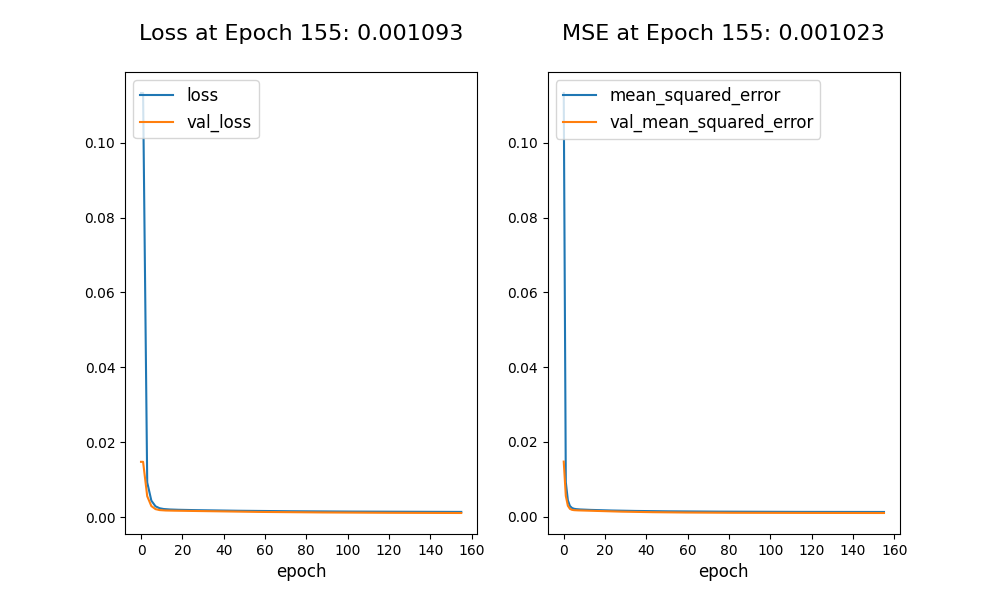 Loss at Epoch 155: 0.001093
loss
val_loss
0.10
0.08
0.06
0.04
0.02
0.00
0 20 40 60 80 100 120 140 160
epoch
MSE at Epoch 155: 0.001023
mean_squared_error
val_mean_squared_error
0.10
0.08
0.06
0.04
0.02
0.00
0 20 40 60 80 100 120 140 160
epoch